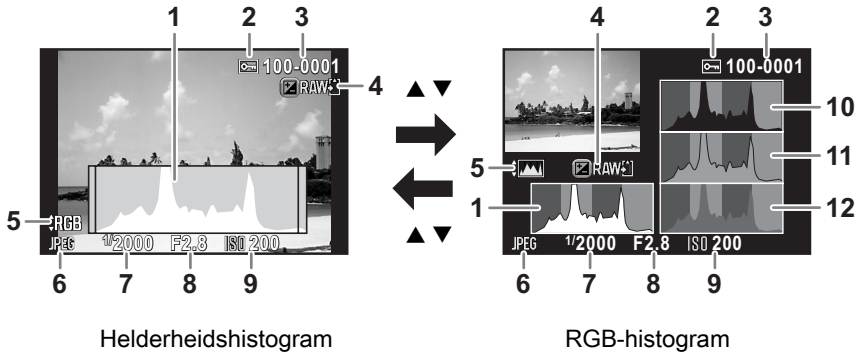 1 2 3
100-0001
RAW
4
5
RGB
JPEG 1/2000 F2.8 ISO 200
6 7 8 9
Helderheidshistogram
▲ ▼
▲ ▼
4 2 3
100-0001
10
5
RAW
11
1
12
JPEG 1/2000 F2.8 ISO 200
6 7 8 9
RGB-histogram